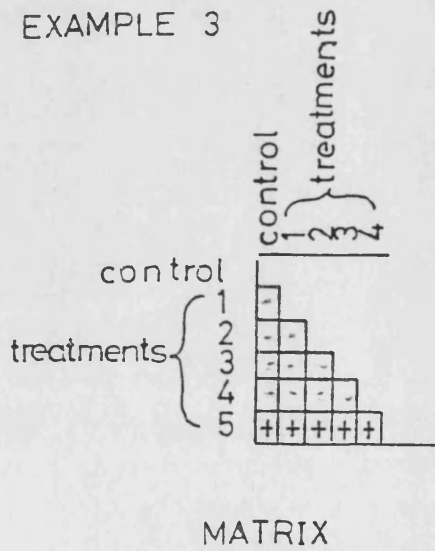 EXAMPLE 3
treatments
control 1 2 3 4
control
treatments
1 -
2 - -
3 - - -
4 - - - -
5 + + + + +
MATRIX